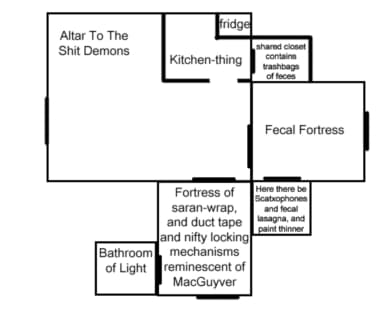 fridge
Altar To The
Shit Demons
Kitchen-thing
shared closet
contains
trashbags
of feces
Fecal Fortress
Fortress of
saran-wrap,
and duct tape
and nifty locking
mechanisms
reminescent of
MacGuyver
Here there be
Scatxophones
and fecal
lasagna, and
paint thinner
Bathroom
of Light